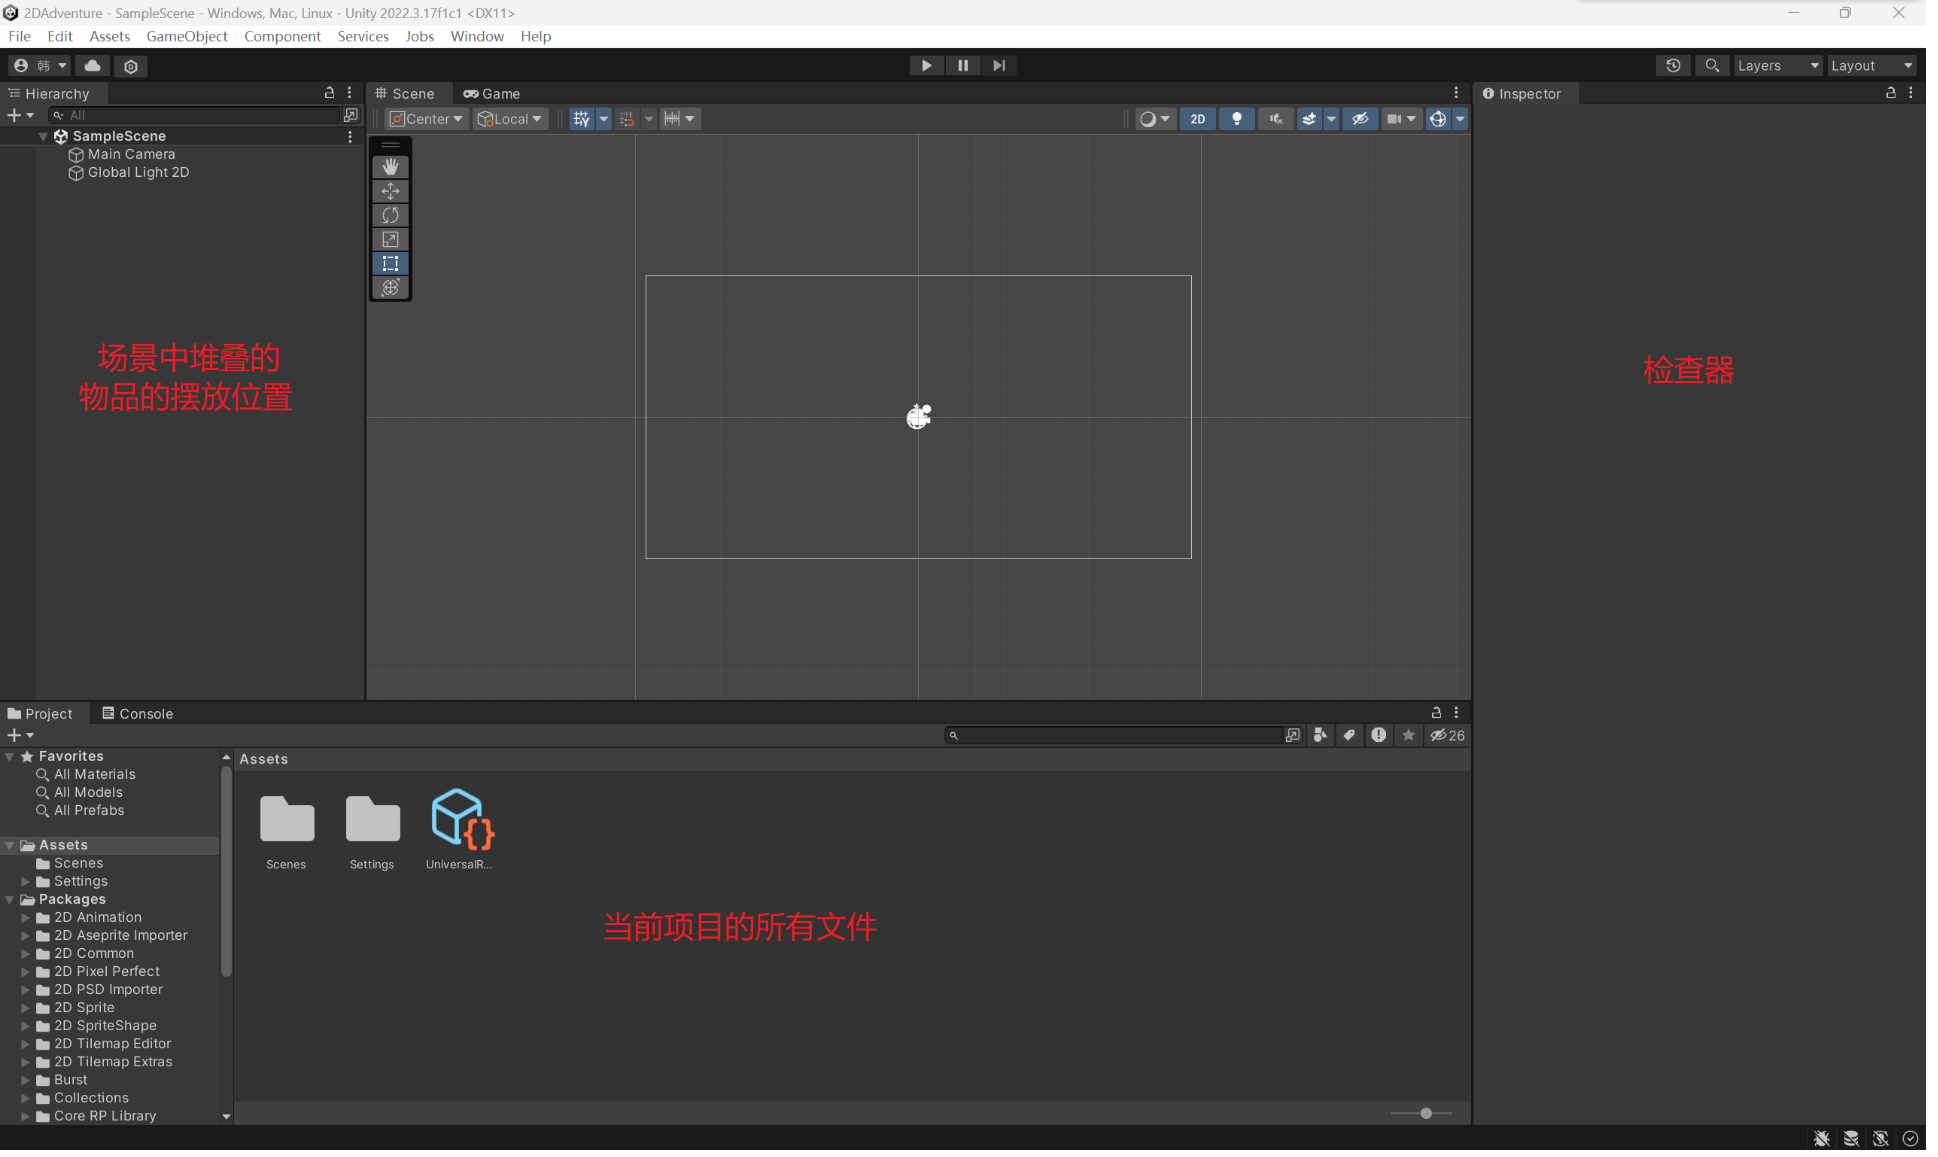 2DAdventure - SampleScene - Windows, Mac, Linux - Unity 2022.3.17f1c1 <DX11>
File Edit Assets GameObject Component Services Jobs Window Help
韩 Layers Layout
Hierarchy
All
SampleScene
Main Camera
Global Light 2D
场景中堆叠的
物品的摆放位置
Scene Game
Center Local 2D
Inspector
检查器
Project Console
26
Favorites
All Materials
All Models
All Prefabs
Assets
Scenes
Settings
Packages
2D Animation
2D Aseprite Importer
2D Common
2D Pixel Perfect
2D PSD Importer
2D Sprite
2D SpriteShape
2D Tilemap Editor
2D Tilemap Extras
Burst
Collections
Core RP Library
Assets
Scenes Settings UniversalR...
当前项目的所有文件